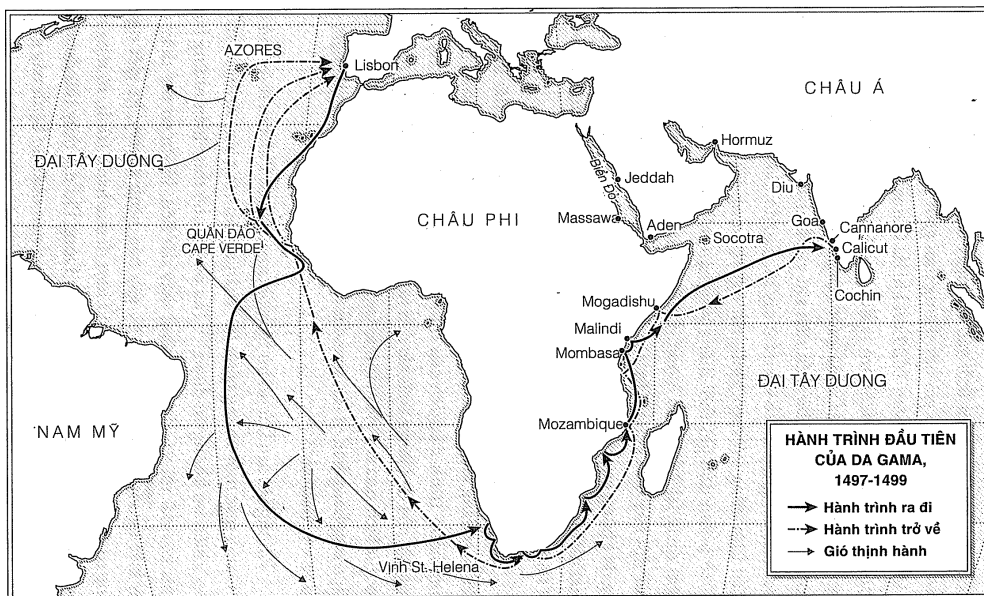 AZORES
Lisbon
CHÂU Á
ĐẠI TÂY DƯƠNG
Hormuz
Biển Đỏ
Jeddah
Diu
CHÂU PHI
Massawa
Aden
Goa
Cannanore
QUẦN ĐẢO
CAPE VERDE
Socotra
Calicut
Cochin
Mogadishu
Malindi
Mombasa
ĐẠI TÂY DƯƠNG
NAM MỸ
Mozambique
HÀNH TRÌNH ĐẦU TIÊN
CỦA DA GAMA,
1497-1499
Hành trình ra đi
Hành trình trở về
Gió thịnh hành
Vịnh St. Helena